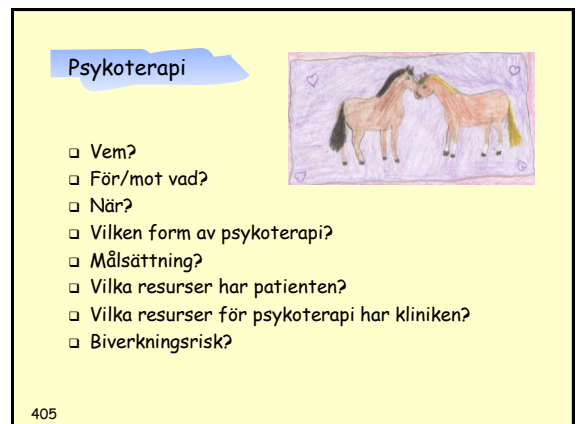 Psykoterapi
Vem?
För/mot vad?
När?
Vilken form av psykoterapi?
Målsättning?
Vilka resurser har patienten?
Vilka resurser för psykoterapi har kliniken?
Biverkningsrisk?
405